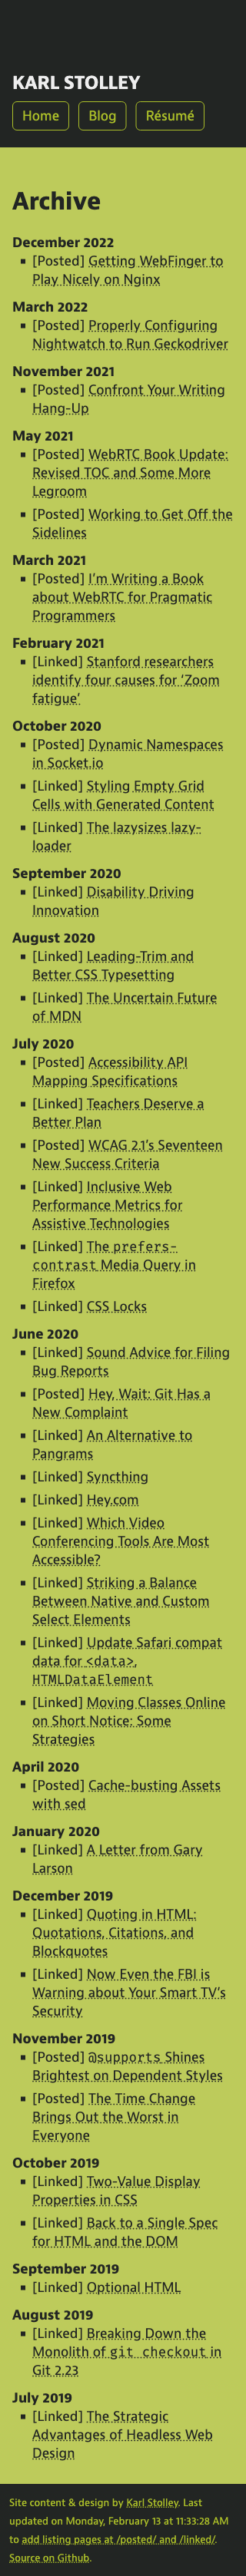 KARL STOLLEY
Home Blog Résumé
Archive
December 2022
[Posted] Getting WebFinger to
Play Nicely on Nginx
March 2022
[Posted] Properly Configuring
Nightwatch to Run Geckodriver
November 2021
[Posted] Confront Your Writing
Hang-Up
May 2021
[Posted] WebRTC Book Update:
Revised TOC and Some More
Legroom
[Posted] Working to Get Off the
Sidelines
March 2021
[Posted] I’m Writing a Book
about WebRTC for Pragmatic
Programmers
February 2021
[Linked] Stanford researchers
identify four causes for ‘Zoom
fatigue’
October 2020
[Posted] Dynamic Namespaces
in Socket.io
[Linked] Styling Empty Grid
Cells with Generated Content
[Linked] The lazysizes lazy-
loader
September 2020
[Linked] Disability Driving
Innovation
August 2020
[Linked] Leading-Trim and
Better CSS Typesetting
[Linked] The Uncertain Future
of MDN
July 2020
[Posted] Accessibility API
Mapping Specifications
[Linked] Teachers Deserve a
Better Plan
[Posted] WCAG 2.1’s Seventeen
New Success Criteria
[Linked] Inclusive Web
Performance Metrics for
Assistive Technologies
[Linked] The prefers-
contrast Media Query in
Firefox
[Linked] CSS Locks
June 2020
[Linked] Sound Advice for Filing
Bug Reports
[Posted] Hey, Wait: Git Has a
New Complaint
[Linked] An Alternative to
Pangrams
[Linked] Syncthing
[Linked] Hey.com
[Linked] Which Video
Conferencing Tools Are Most
Accessible?
[Linked] Striking a Balance
Between Native and Custom
Select Elements
[Linked] Update Safari compat
data for <data>,
HTMLDataElement
[Linked] Moving Classes Online
on Short Notice: Some
Strategies
April 2020
[Posted] Cache-busting Assets
with sed
January 2020
[Linked] A Letter from Gary
Larson
December 2019
[Linked] Quoting in HTML:
Quotations, Citations, and
Blockquotes
[Linked] Now Even the FBI is
Warning about Your Smart TV’s
Security
November 2019
[Posted] @supports Shines
Brightest on Dependent Styles
[Posted] The Time Change
Brings Out the Worst in
Everyone
October 2019
[Linked] Two-Value Display
Properties in CSS
[Linked] Back to a Single Spec
for HTML and the DOM
September 2019
[Linked] Optional HTML
August 2019
[Linked] Breaking Down the
Monolith of git checkout in
Git 2.23
July 2019
[Linked] The Strategic
Advantages of Headless Web
Design
Site content & design by Karl Stolley. Last
updated on Monday, February 13 at 11:33:28 AM
to add listing pages at /posted/ and /linked/.
Source on Github.